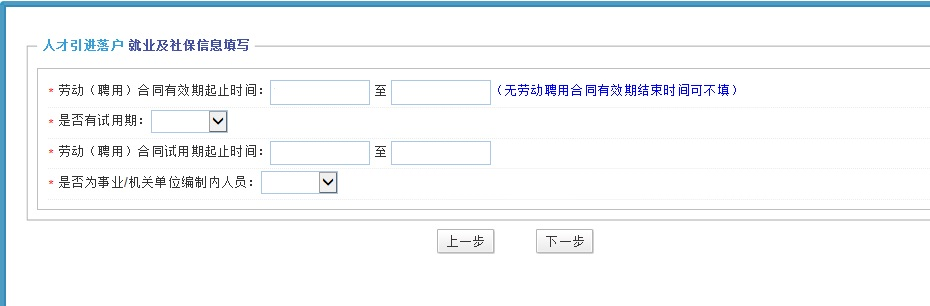 人才引进落户 就业及社保信息填写
* 劳动（聘用）合同有效期起止时间： 至 （无劳动聘用合同有效期结束时间可不填）
* 是否有试用期：
* 劳动（聘用）合同试用期起止时间： 至
* 是否为事业/机关单位编制内人员：
上一步 下一步